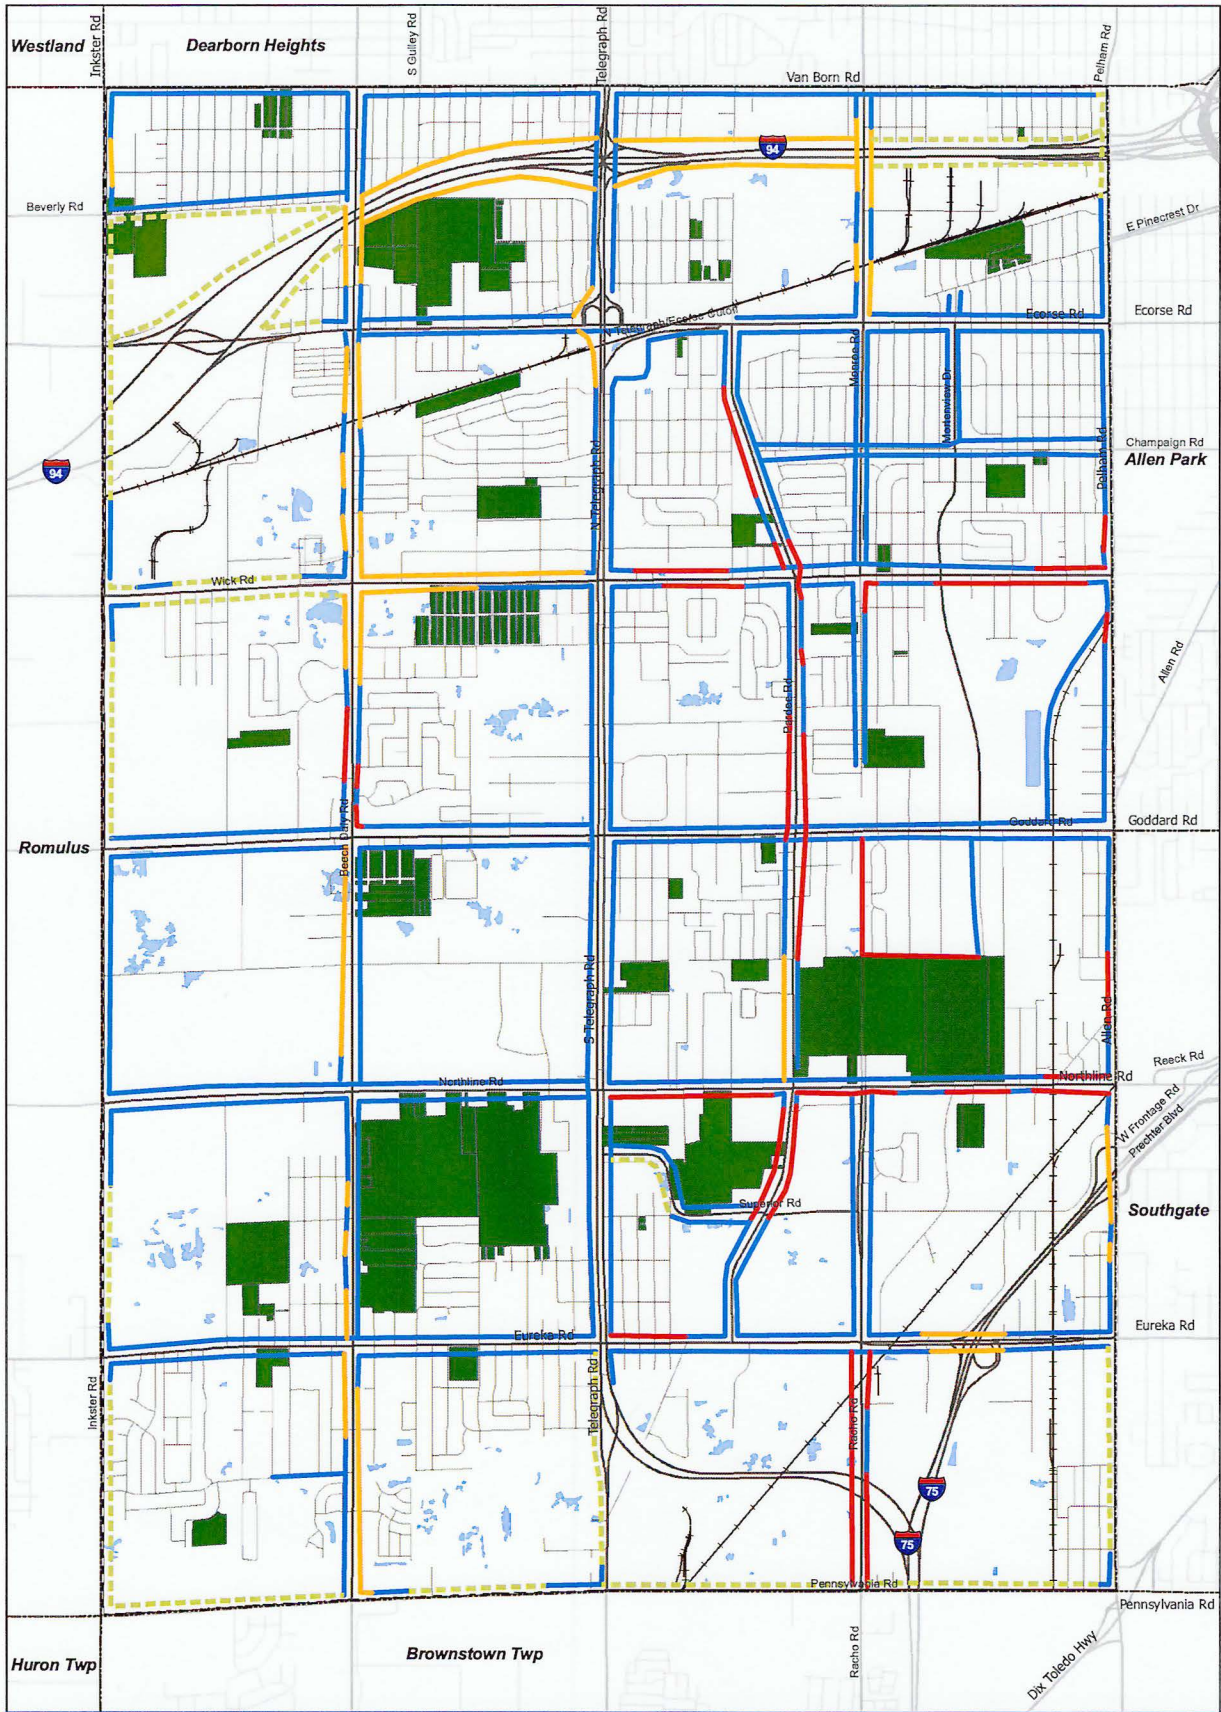 Westland
Dearborn Heights
Inkster Rd
S Gulley Rd
Telegraph Rd
Pelham Rd
Van Born Rd
94
Beverly Rd
E Pinecrest Dr
N Telegraph/Ecorse Cutoff
Ecorse Rd
Ecorse Rd
Monroe Rd
Mortenview Dr
Champaign Rd
Allen Park
Pelham Rd
94
N Telegraph Rd
Wick Rd
Pardee Rd
Allen Rd
Beech Daly Rd
Goddard Rd
Goddard Rd
Romulus
S Telegraph Rd
Allen Rd
Northline Rd
Northline Rd
Reeck Rd
W Frontage Rd
Prechter Blvd
Superior Rd
Southgate
Eureka Rd
Eureka Rd
Inkster Rd
Telegraph Rd
Racho Rd
75
75
Pennsylvania Rd
Pennsylvania Rd
Huron Twp
Brownstown Twp
Racho Rd
Dix Toledo Hwy